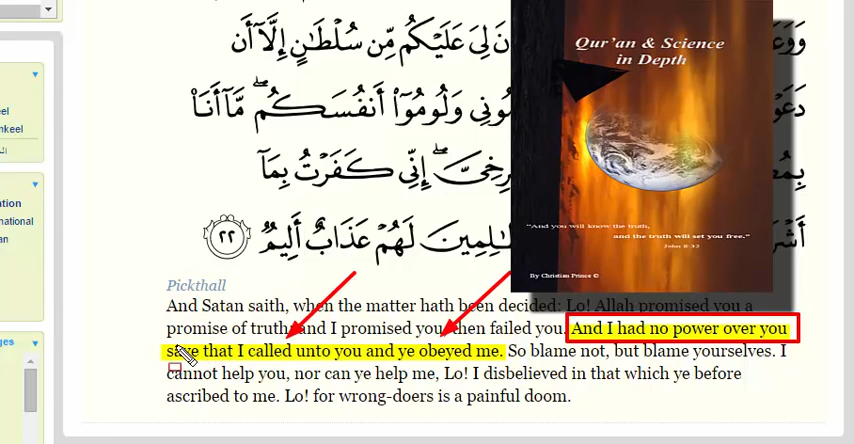 عَلَيْكُم مِّن سُلْطَٰنٍ إِلَّآ أَن
وَلُومُوٓا۟ أَنفُسَكُم ۖ مَّآ أَنَا۠
إِنِّى كَفَرْتُ بِمَآ
لَهُمْ عَذَابٌ أَلِيمٌ ٢٢
Qur'an & Science
in Depth
"And you will know the truth,
and the truth will set you free."
John 8:32
By Christian Prince ©
Pickthall
And Satan saith, when the matter hath been decided: Lo! Allah promised you a
promise of truth; and I promised you, then failed you. And I had no power over you
save that I called unto you and ye obeyed me. So blame not, but blame yourselves. I
cannot help you, nor can ye help me, Lo! I disbelieved in that which ye before
ascribed to me. Lo! for wrong-doers is a painful doom.